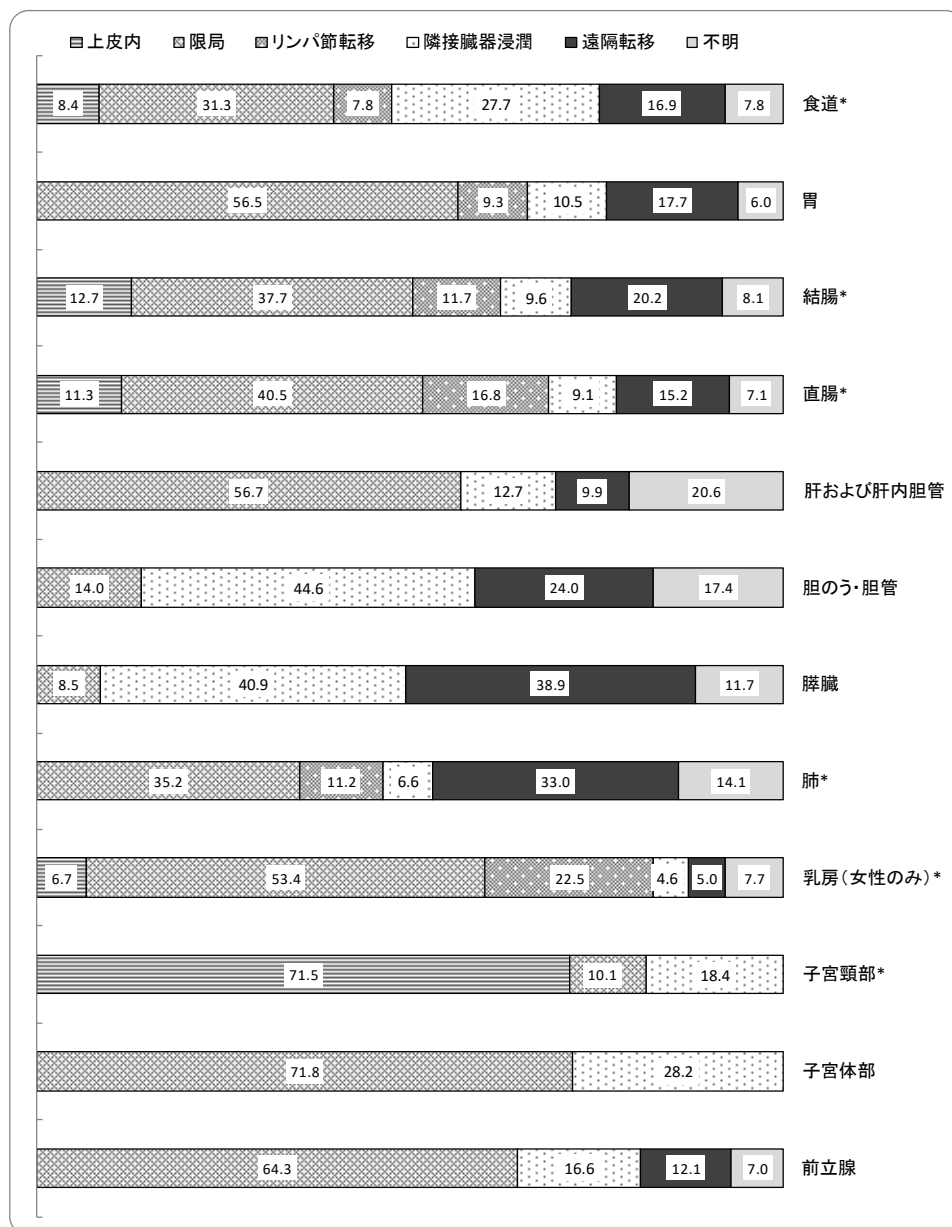 上皮内 限局 リンパ節転移 隣接臓器浸潤 遠隔転移 不明
8.4 31.3 7.8 27.7 16.9 7.8 食道*
56.5 9.3 10.5 17.7 6.0 胃
12.7 37.7 11.7 9.6 20.2 8.1 結腸*
11.3 40.5 16.8 9.1 15.2 7.1 直腸*
56.7 12.7 9.9 20.6 肝および肝内胆管
14.0 44.6 24.0 17.4 胆のう・胆管
8.5 40.9 38.9 11.7 膵臓
35.2 11.2 6.6 33.0 14.1 肺*
6.7 53.4 22.5 4.6 5.0 7.7 乳房(女性のみ)*
71.5 10.1 18.4 子宮頸部*
71.8 28.2 子宮体部
64.3 16.6 12.1 7.0 前立腺